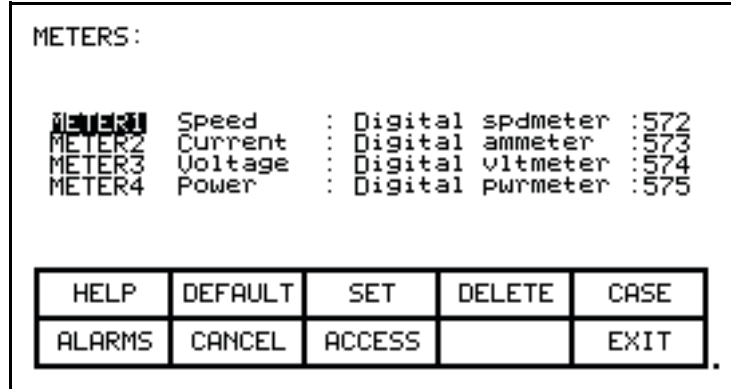 METERS:
METER1 Speed : Digital spdmeter :572
METER2 Current : Digital ammeter :573
METER3 Voltage : Digital vltmeter :574
METER4 Power : Digital pwrmeter :575
HELP DEFAULT SET DELETE CASE
ALARMS CANCEL ACCESS EXIT
.